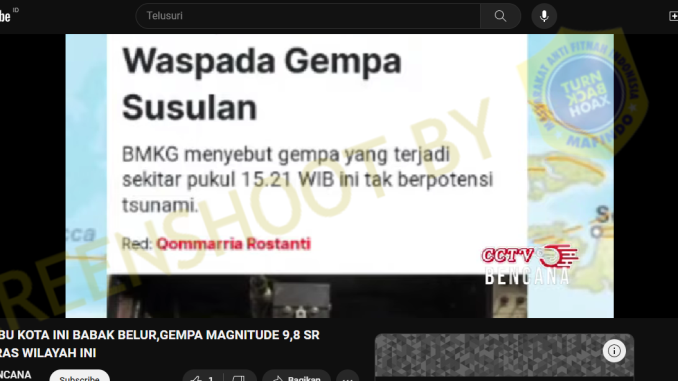 be ID
Telusuri
Waspada Gempa
Susulan
BMKG menyebut gempa yang terjadi
sekitar pukul 15.21 WIB ini tak berpotensi
tsunami.
Red: Qommarria Rostanti
CCTV
BENCANA
TURN
BACK
HOAX
MASYARAKAT ANTI FITNAH INDONESIA
MAFINDO
REENSHOOT BY
cca
S
BU KOTA INI BABAK BELUR,GEMPA MAGNITUDE 9,8 SR
RAS WILAYAH INI
NCANA
Subscribe
1
Bagikan